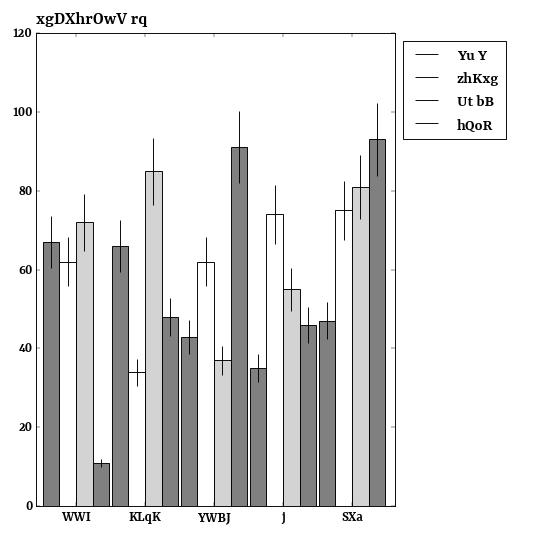 xgDXhrOwV rq
120
100
80
60
40
20
0
WWI KLqK YWBJ j SXa
Yu Y
zhKxg
Ut bB
hQoR